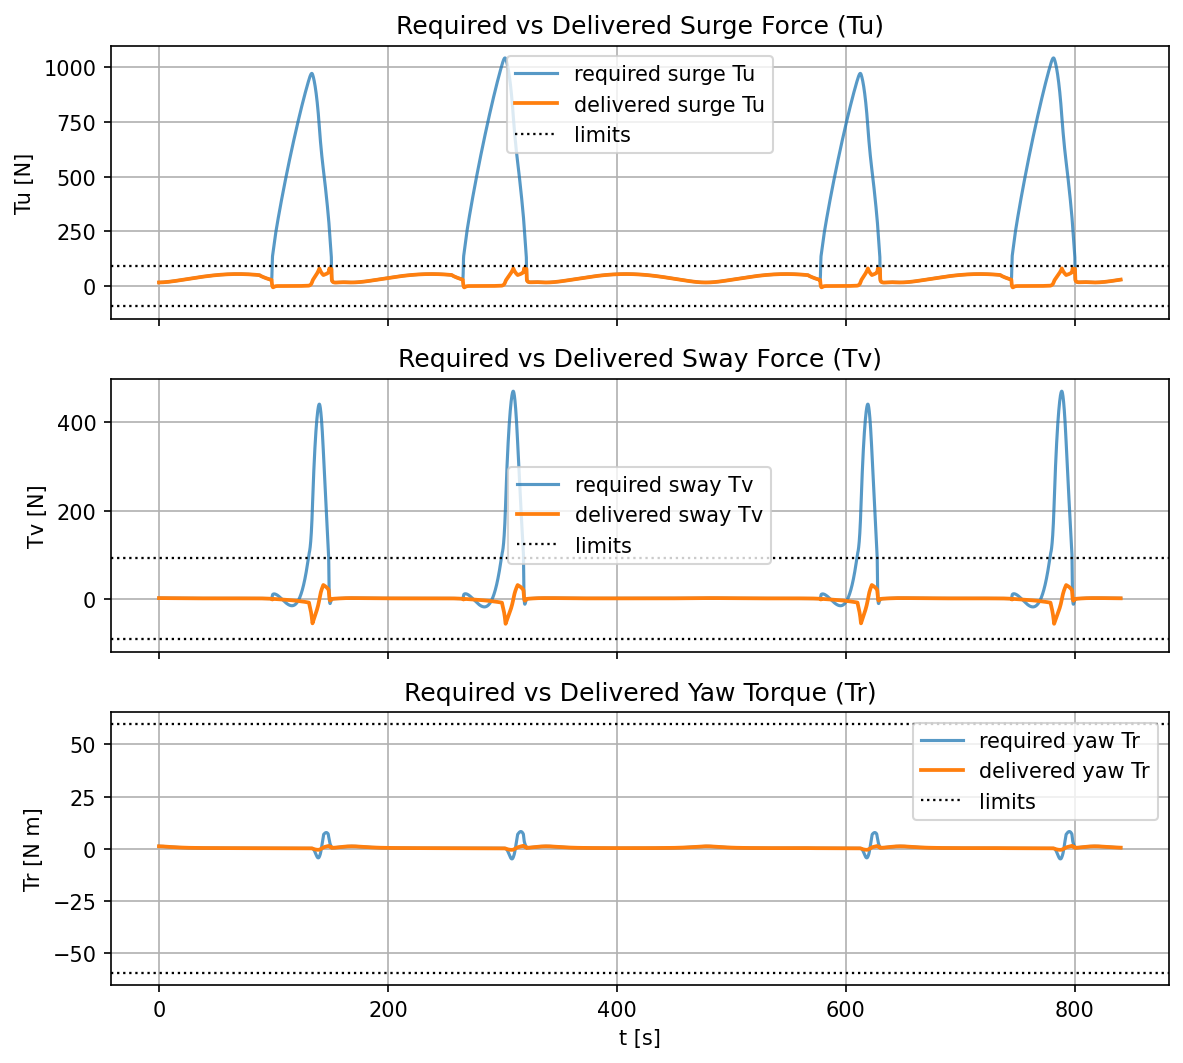 Required vs Delivered Surge Force (Tu)
1000
750
500
250
0
Tu [N]
required surge Tu
delivered surge Tu
limits
Required vs Delivered Sway Force (Tv)
400
200
0
Tv [N]
required sway Tv
delivered sway Tv
limits
Required vs Delivered Yaw Torque (Tr)
50
25
0
−25
−50
Tr [N m]
required yaw Tr
delivered yaw Tr
limits
0 200 400 600 800
t [s]